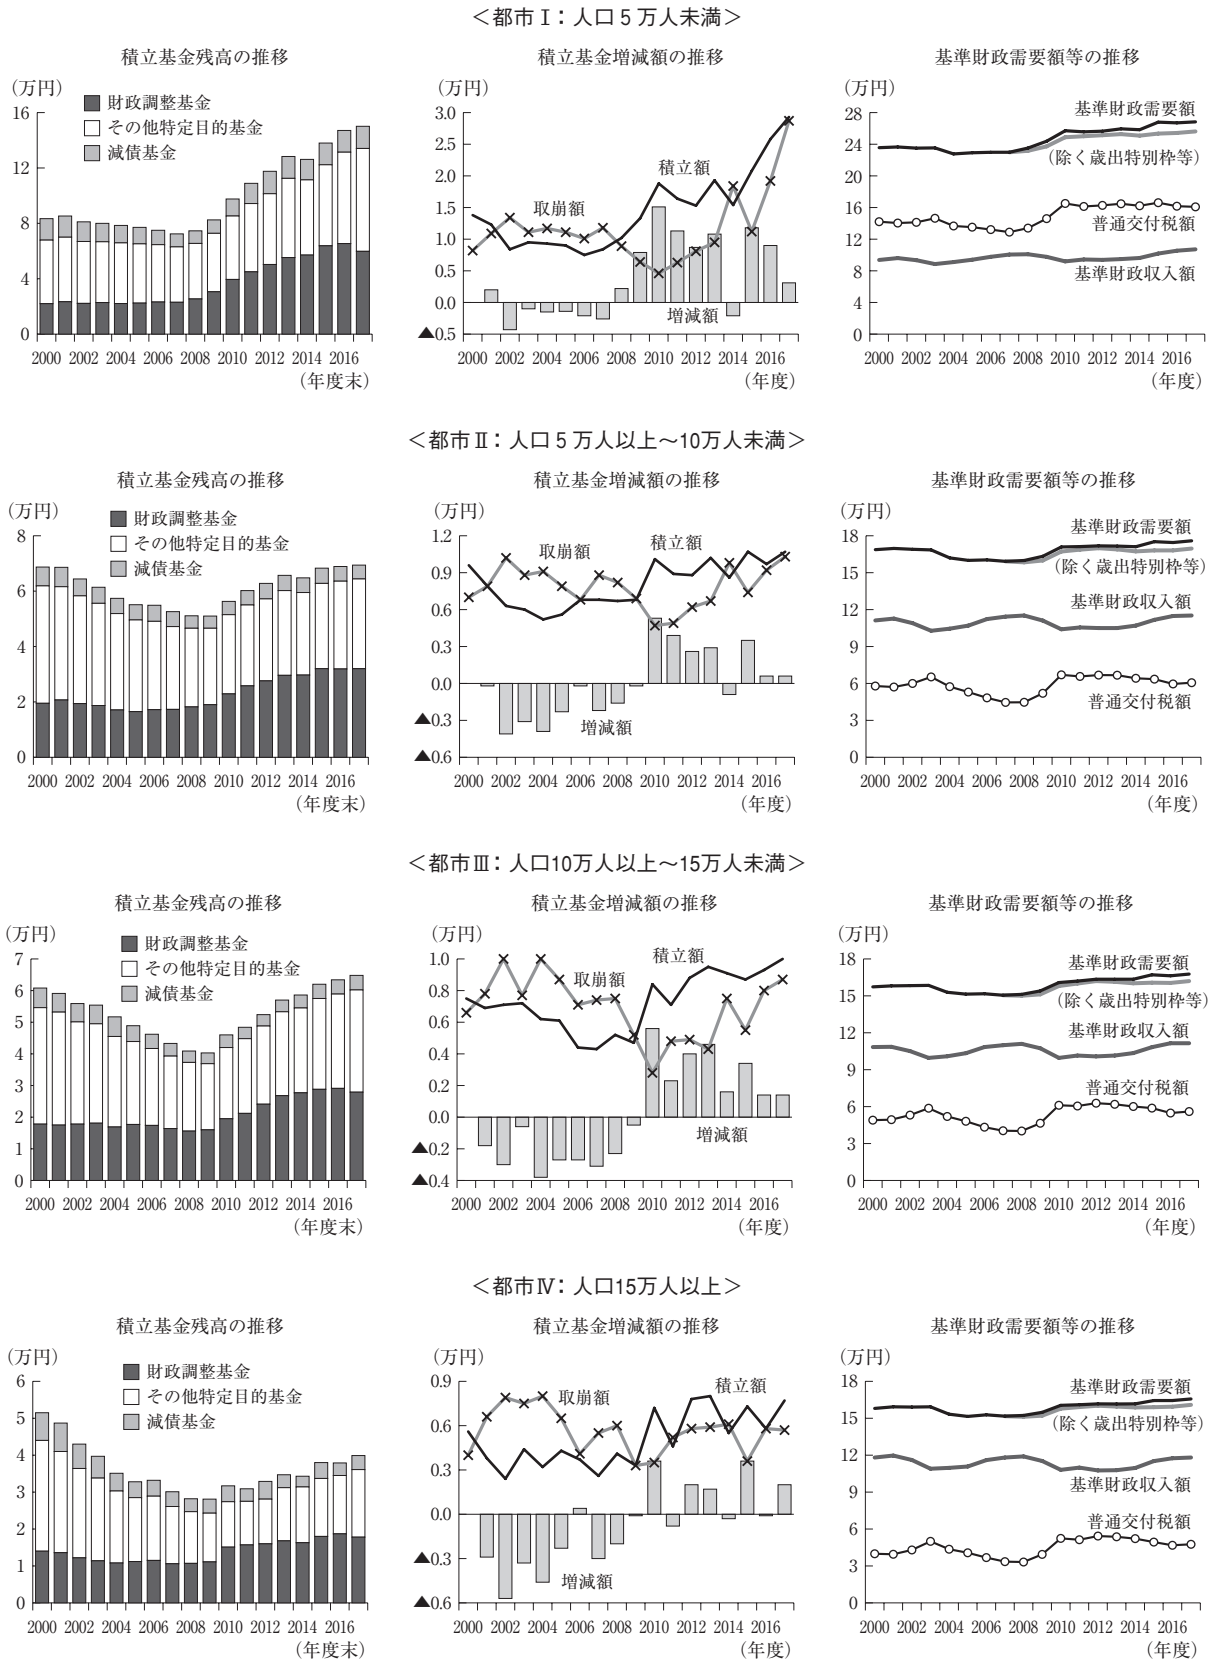 ＜都市Ⅰ：人口５万人未満＞
積立基金残高の推移
（万円）
財政調整基金
その他特定目的基金
減債基金
16
12
8
4
0
2000 2002 2004 2006 2008 2010 2012 2014 2016
（年度末）
積立基金増減額の推移
（万円）
3.0
2.5
2.0
1.5
1.0
0.5
0.0
▲0.5
取崩額
積立額
増減額
2000 2002 2004 2006 2008 2010 2012 2014 2016
（年度）
基準財政需要額等の推移
（万円）
28
24
20
16
12
8
4
0
基準財政需要額
（除く歳出特別枠等）
普通交付税額
基準財政収入額
2000 2002 2004 2006 2008 2010 2012 2014 2016
（年度）
＜都市Ⅱ：人口５万人以上～10万人未満＞
積立基金残高の推移
（万円）
財政調整基金
その他特定目的基金
減債基金
8
6
4
2
0
2000 2002 2004 2006 2008 2010 2012 2014 2016
（年度末）
積立基金増減額の推移
（万円）
1.2
0.9
0.6
0.3
0.0
▲0.3
▲0.6
取崩額
積立額
増減額
2000 2002 2004 2006 2008 2010 2012 2014 2016
（年度）
基準財政需要額等の推移
（万円）
18
15
12
9
6
3
0
基準財政需要額
（除く歳出特別枠等）
基準財政収入額
普通交付税額
2000 2002 2004 2006 2008 2010 2012 2014 2016
（年度）
＜都市Ⅲ：人口10万人以上～15万人未満＞
積立基金残高の推移
（万円）
財政調整基金
その他特定目的基金
減債基金
7
6
5
4
3
2
1
0
2000 2002 2004 2006 2008 2010 2012 2014 2016
（年度末）
積立基金増減額の推移
（万円）
1.0
0.8
0.6
0.4
0.2
0.0
▲0.2
▲0.4
取崩額
積立額
増減額
2000 2002 2004 2006 2008 2010 2012 2014 2016
（年度）
基準財政需要額等の推移
（万円）
18
15
12
9
6
3
0
基準財政需要額
（除く歳出特別枠等）
基準財政収入額
普通交付税額
2000 2002 2004 2006 2008 2010 2012 2014 2016
（年度）
＜都市Ⅳ：人口15万人以上＞
積立基金残高の推移
（万円）
財政調整基金
その他特定目的基金
減債基金
6
5
4
3
2
1
0
2000 2002 2004 2006 2008 2010 2012 2014 2016
（年度末）
積立基金増減額の推移
（万円）
0.9
0.6
0.3
0.0
▲0.3
▲0.6
取崩額
積立額
増減額
2000 2002 2004 2006 2008 2010 2012 2014 2016
（年度）
基準財政需要額等の推移
（万円）
18
15
12
9
6
3
0
基準財政需要額
（除く歳出特別枠等）
基準財政収入額
普通交付税額
2000 2002 2004 2006 2008 2010 2012 2014 2016
（年度）